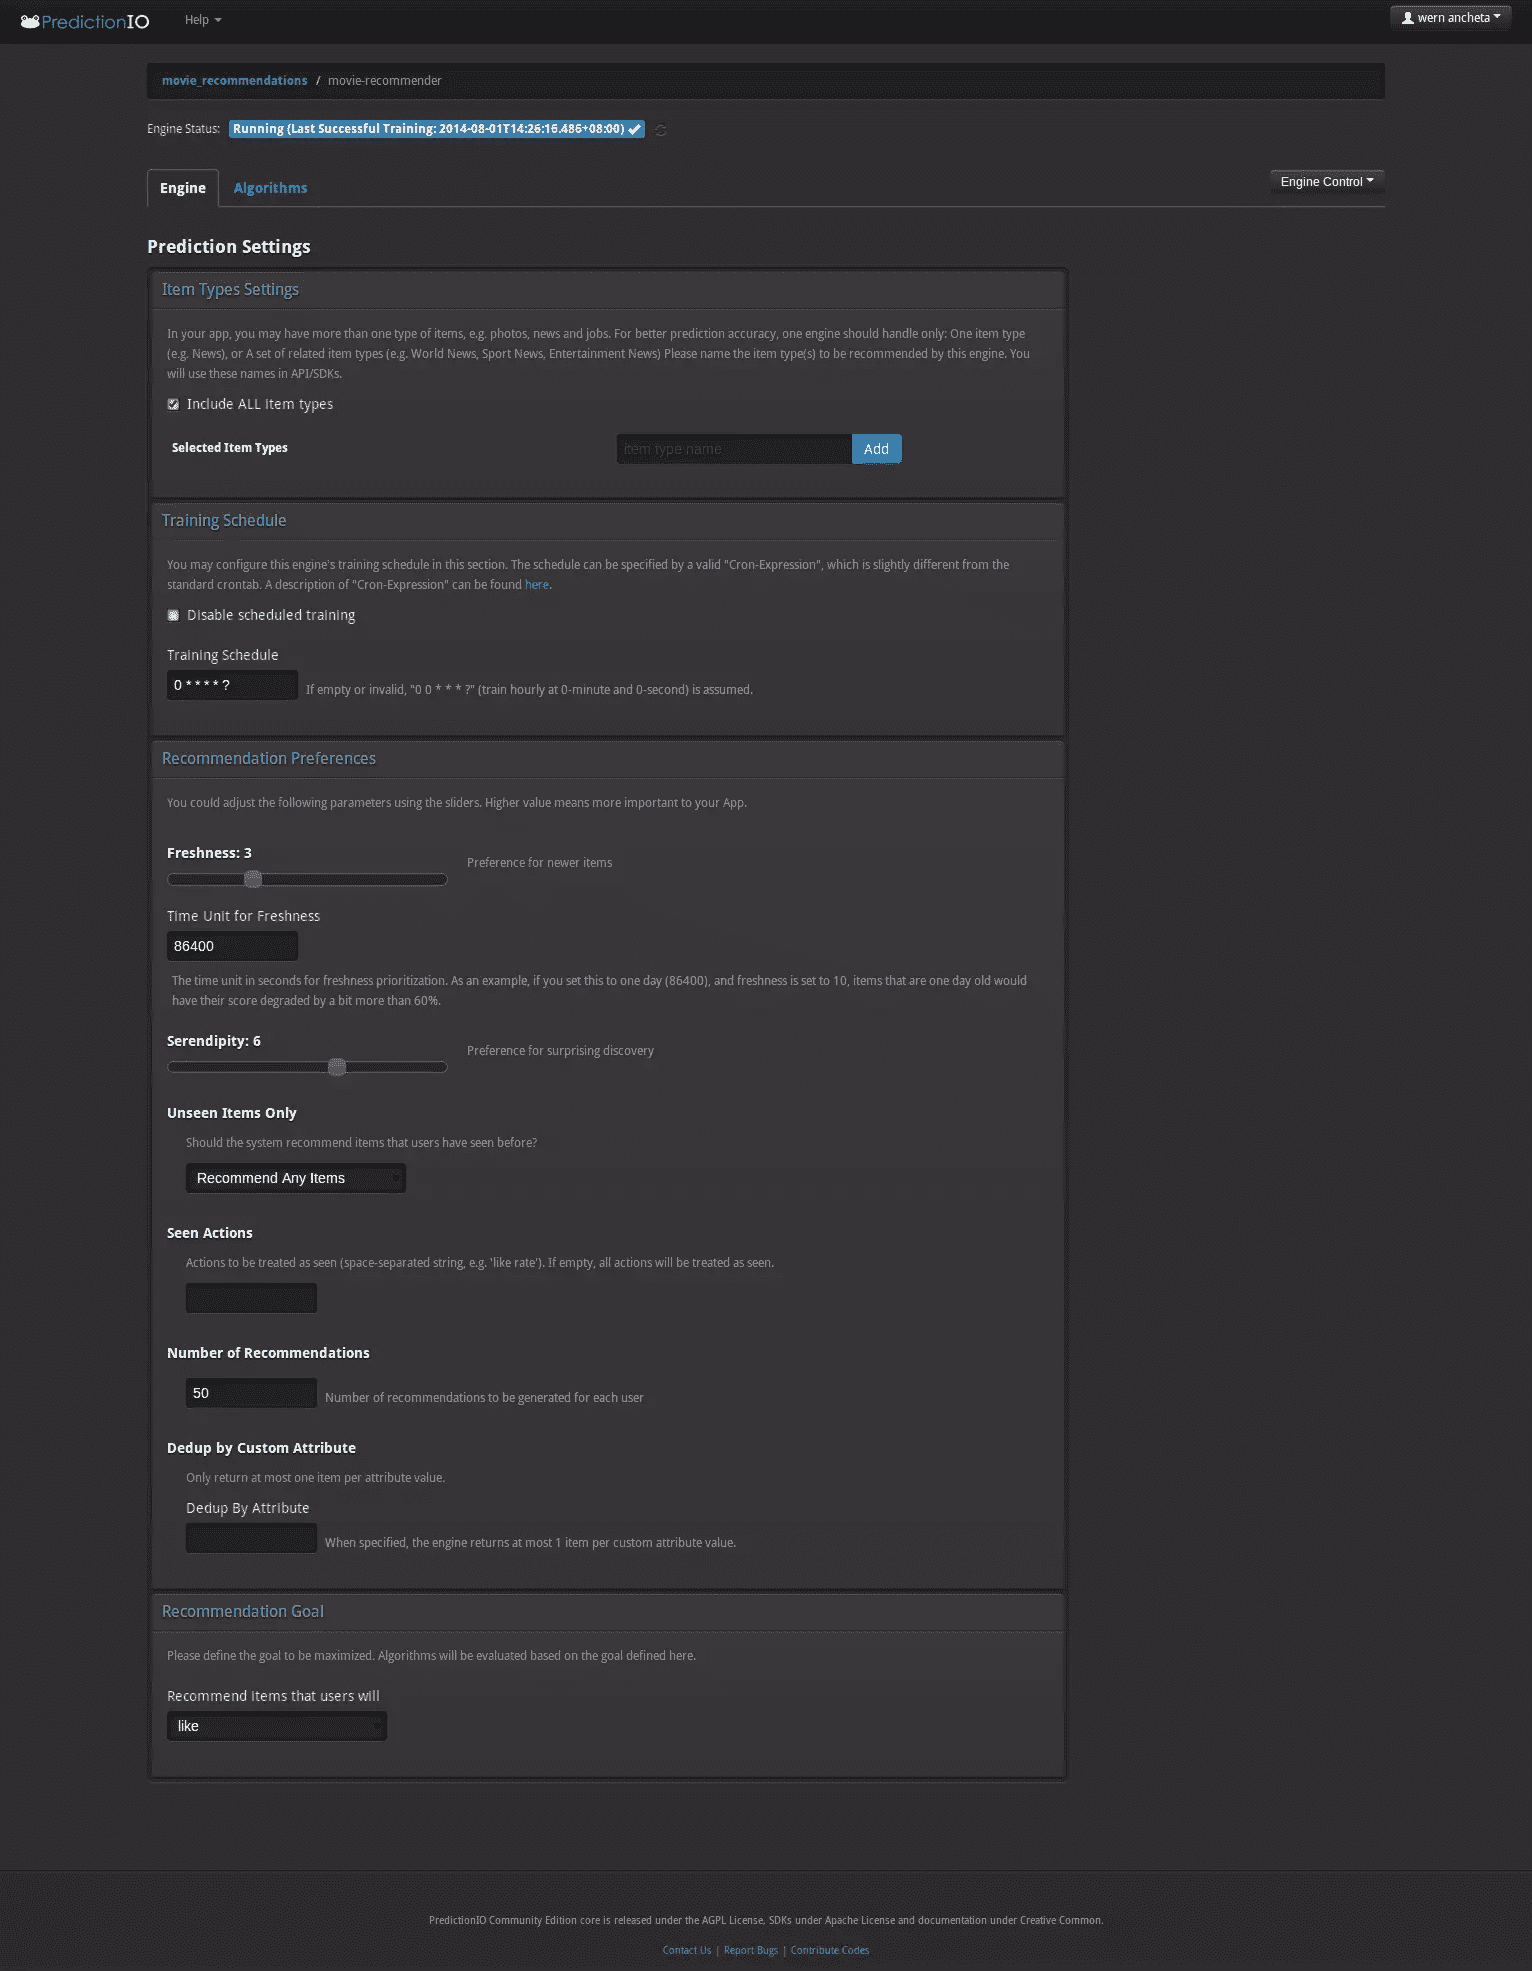 PredictionIO
Help
wern ancheta
movie_recommendations / movie-recommender
Engine Status: Running (Last Successful Training: 2014-08-01T14:26:16.486+08:00)
Engine
Algorithms
Engine Control
Prediction Settings
Item Types Settings
In your app, you may have more than one type of items, e.g. photos, news and jobs. For better prediction accuracy, one engine should handle only: One item type
(e.g. News), or A set of related item types (e.g. World News, Sport News, Entertainment News) Please name the item type(s) to be recommended by this engine. You
will use these names in API/SDKs.
Include ALL item types
Selected Item Types
item type name
Add
Training Schedule
You may configure this engine's training schedule in this section. The schedule can be specified by a valid "Cron-Expression", which is slightly different from the
standard crontab. A description of "Cron-Expression" can be found here.
Disable scheduled training
Training Schedule
0 * * * * ?
If empty or invalid, "0 0 * * * ?" (train hourly at 0-minute and 0-second) is assumed.
Recommendation Preferences
You could adjust the following parameters using the sliders. Higher value means more important to your App.
Freshness: 3
Preference for newer items
Time Unit for Freshness
86400
The time unit in seconds for freshness prioritization. As an example, if you set this to one day (86400), and freshness is set to 10, items that are one day old would
have their score degraded by a bit more than 60%.
Serendipity: 6
Preference for surprising discovery
Unseen Items Only
Should the system recommend items that users have seen before?
Recommend Any Items
Seen Actions
Actions to be treated as seen (space-separated string, e.g. 'like rate'). If empty, all actions will be treated as seen.
Number of Recommendations
50
Number of recommendations to be generated for each user
Dedup by Custom Attribute
Only return at most one item per attribute value.
Dedup By Attribute
When specified, the engine returns at most 1 item per custom attribute value.
Recommendation Goal
Please define the goal to be maximized. Algorithms will be evaluated based on the goal defined here.
Recommend items that users will
like
PredictionIO Community Edition core is released under the AGPL License, SDKs under Apache License and documentation under Creative Common.
Contact Us | Report Bugs | Contribute Codes